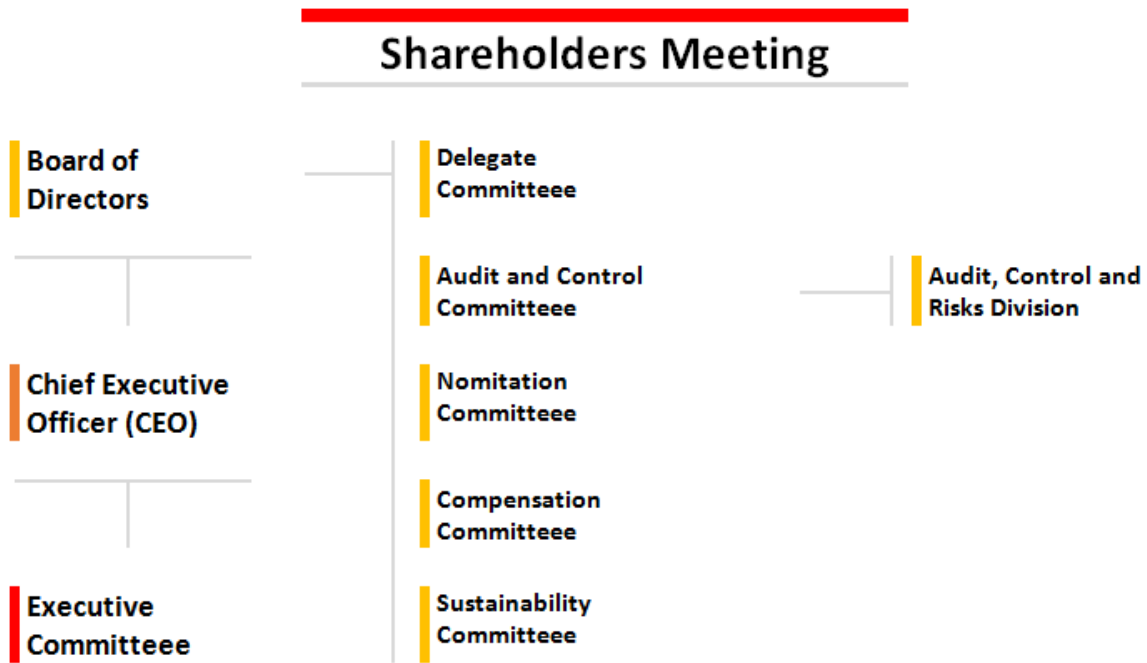 Shareholders Meeting
Board of
Directors
Delegate
Committeee
Audit and Control
Committeee
Audit, Control and
Risks Division
Chief Executive
Officer (CEO)
Nomitation
Committeee
Compensation
Committeee
Executive
Committeee
Sustainability
Committeee